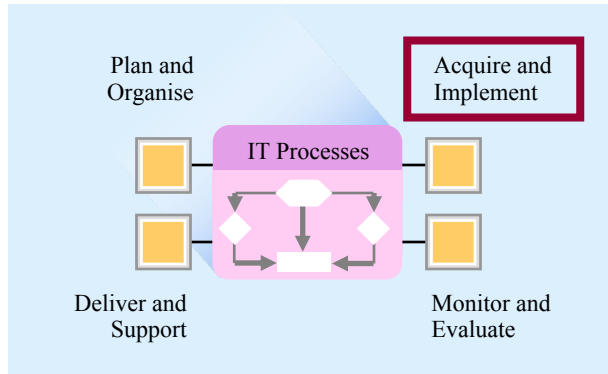 Plan and
Organise
Acquire and
Implement
IT Processes
Deliver and
Support
Monitor and
Evaluate